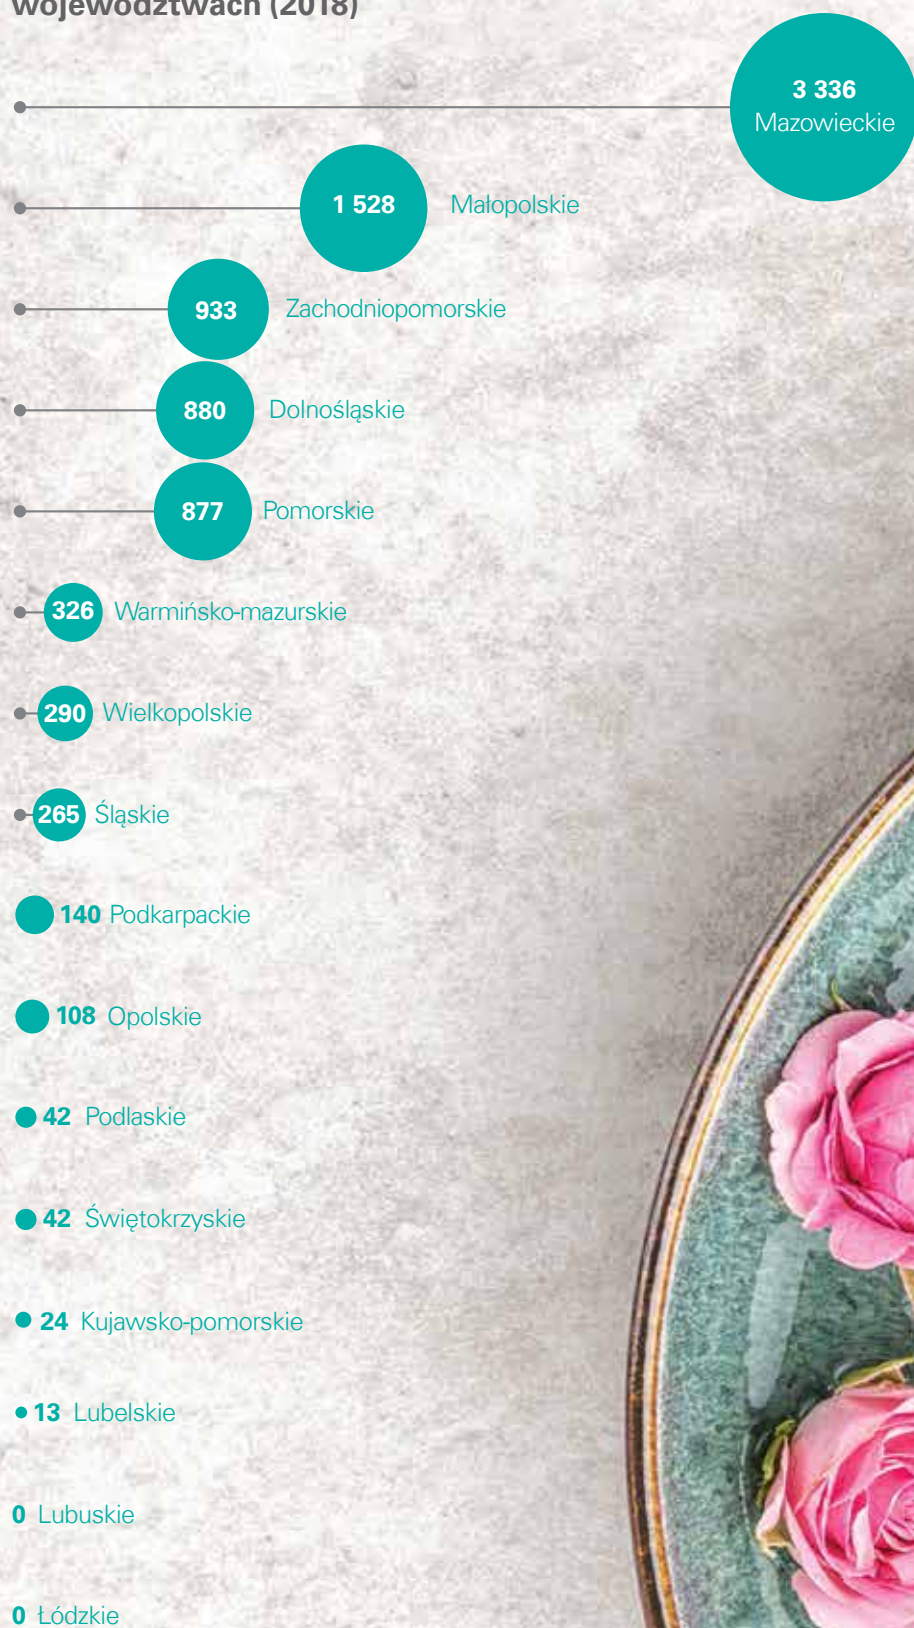 województwach (2018)
3 336
Mazowieckie
1 528 Małopolskie
933 Zachodniopomorskie
880 Dolnośląskie
877 Pomorskie
326 Warmińsko-mazurskie
290 Wielkopolskie
265 Śląskie
140 Podkarpackie
108 Opolskie
42 Podlaskie
42 Świętokrzyskie
24 Kujawsko-pomorskie
13 Lubelskie
0 Lubuskie
0 Łódzkie